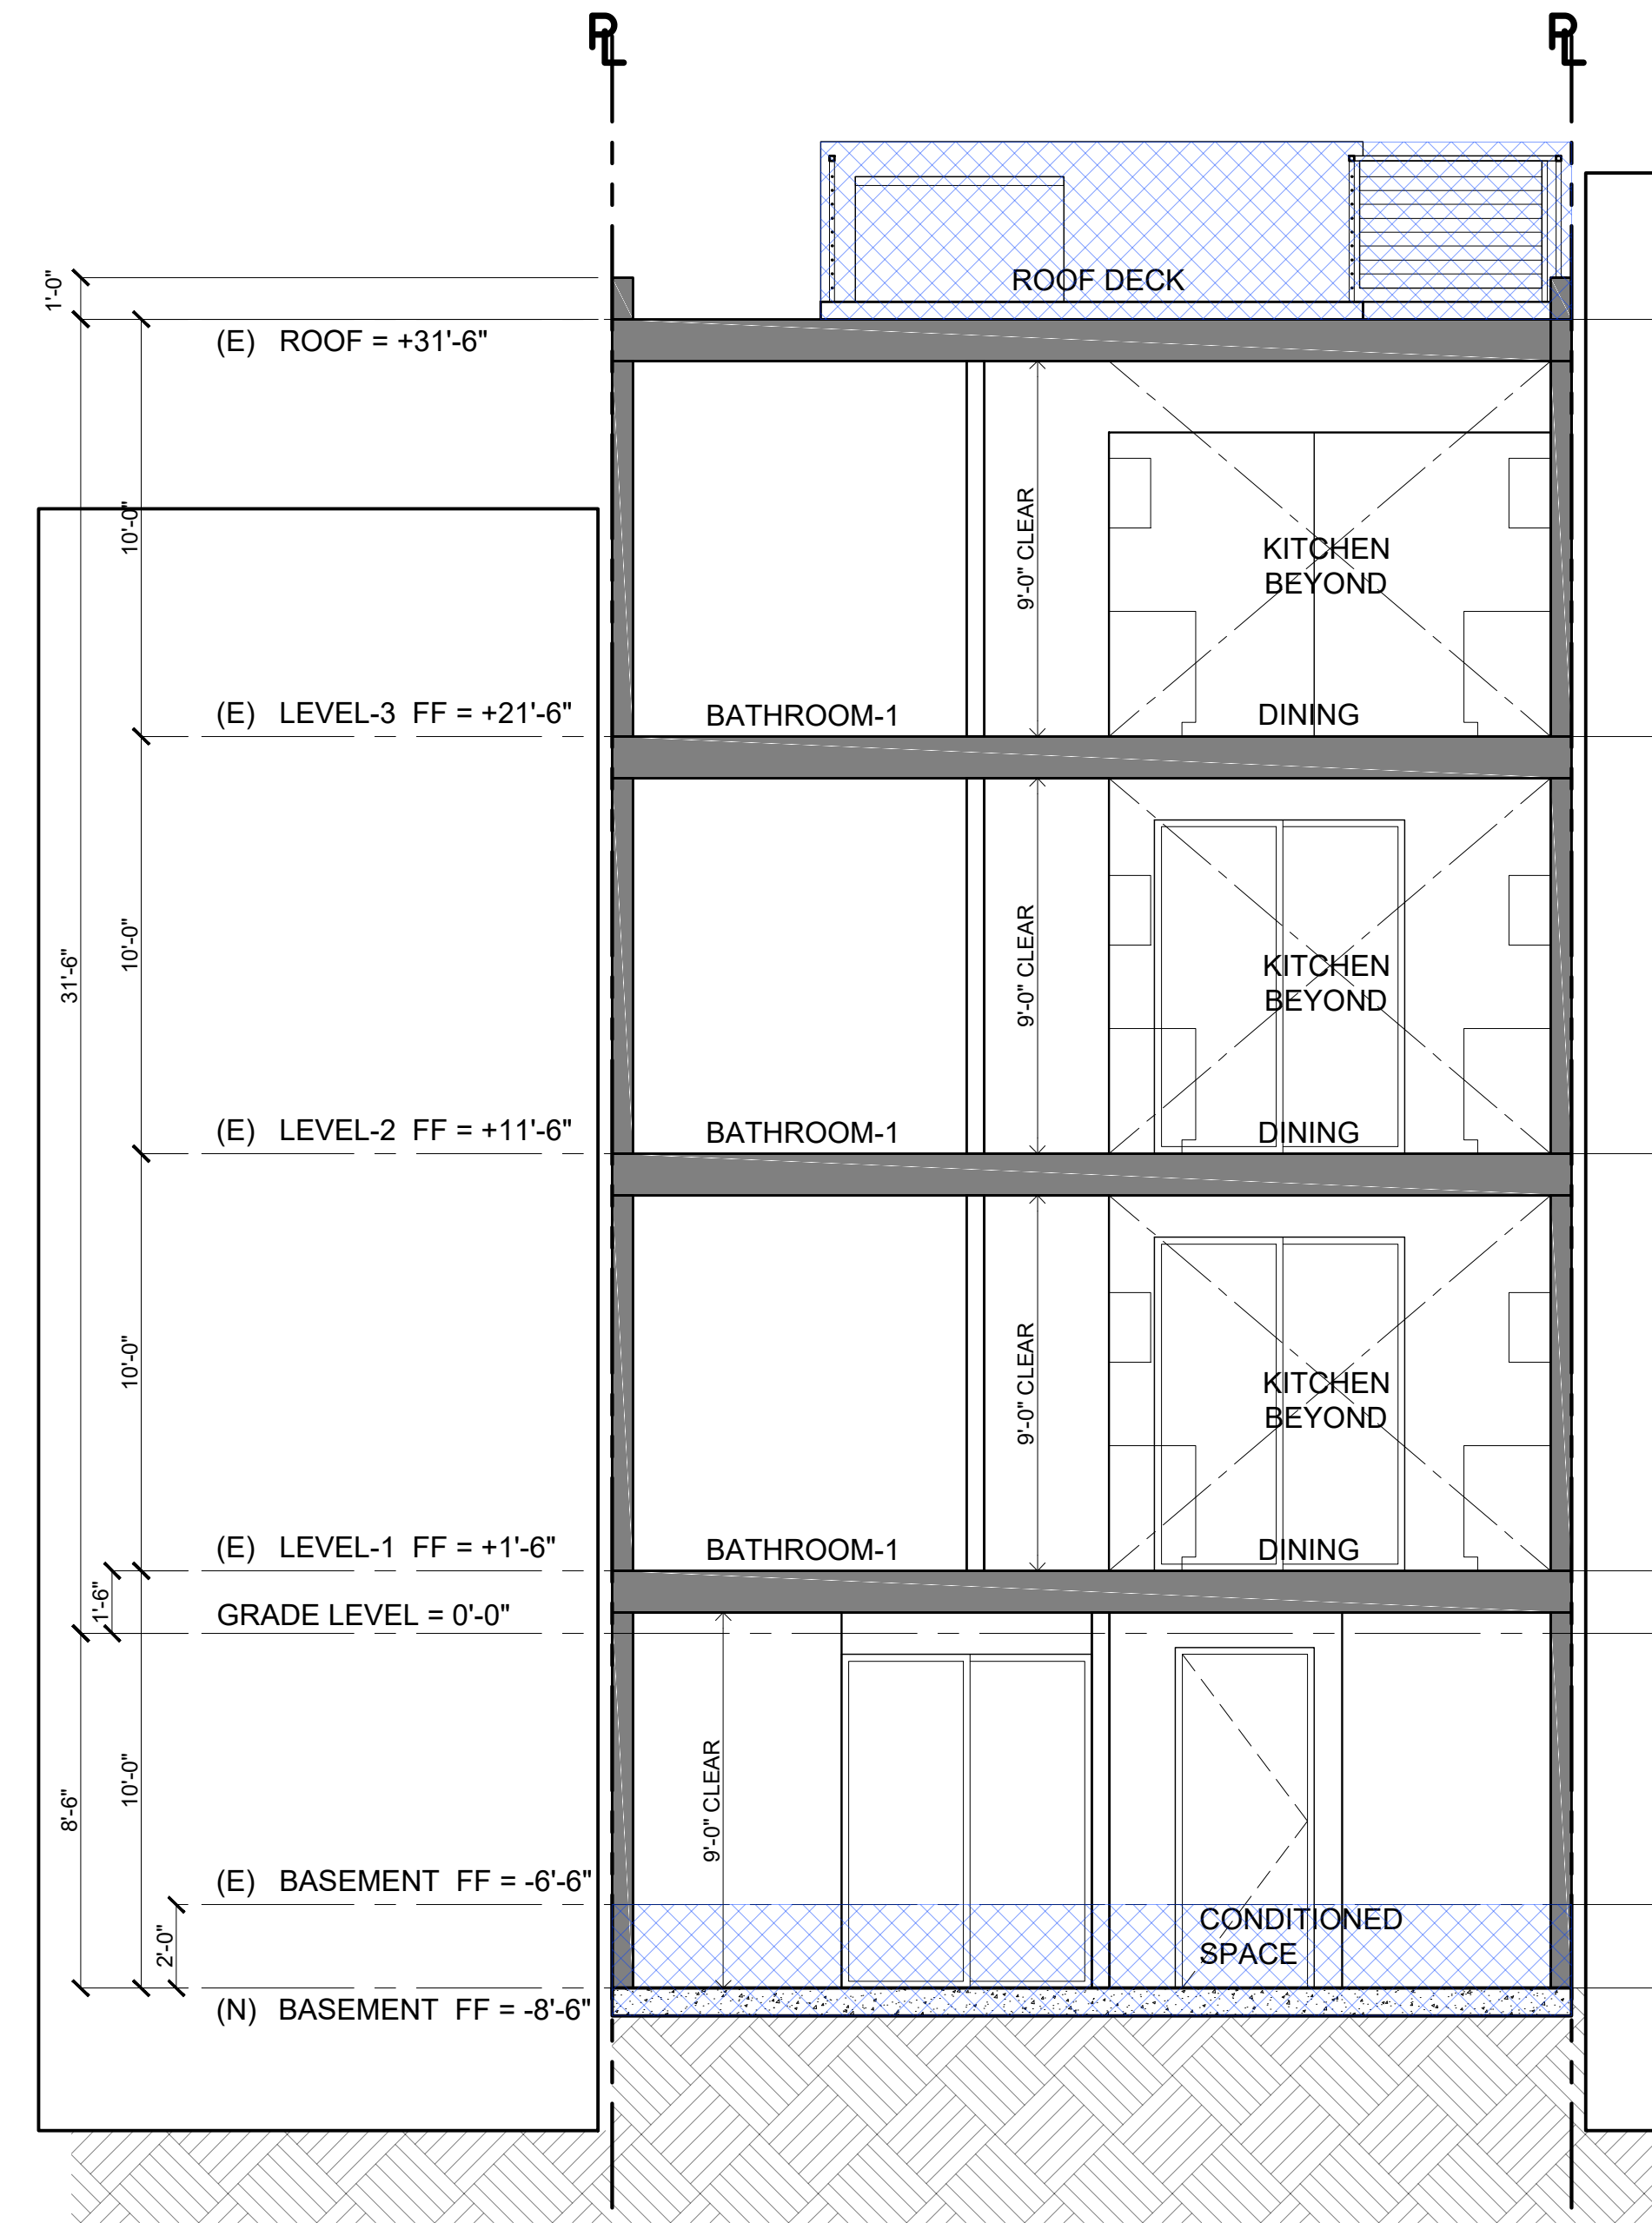 PL
PL
1'-0"
ROOF DECK
(E) ROOF = +31'-6"
10'-0"
9'-0" CLEAR
KITCHEN
BEYOND
(E) LEVEL-3 FF = +21'-6"
BATHROOM-1
DINING
31'-6"
10'-0"
9'-0" CLEAR
KITCHEN
BEYOND
(E) LEVEL-2 FF = +11'-6"
BATHROOM-1
DINING
10'-0"
9'-0" CLEAR
KITCHEN
BEYOND
(E) LEVEL-1 FF = +1'-6"
BATHROOM-1
DINING
1'-6"
GRADE LEVEL = 0'-0"
8'-6"
10'-0"
9'-0" CLEAR
(E) BASEMENT FF = -6'-6"
2'-0"
CONDITIONED
SPACE
(N) BASEMENT FF = -8'-6"